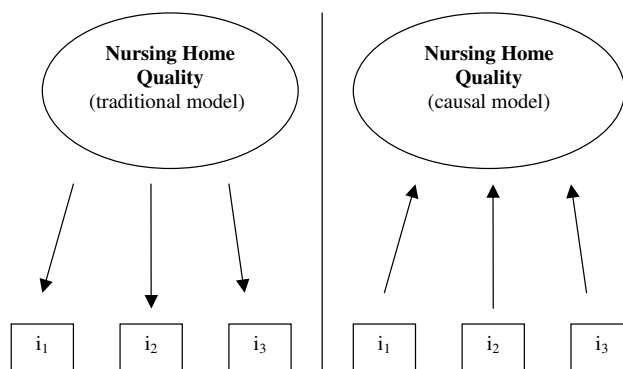 Nursing Home
Quality
(traditional model)
i₁ i₂ i₃
Nursing Home
Quality
(causal model)
i₁ i₂ i₃